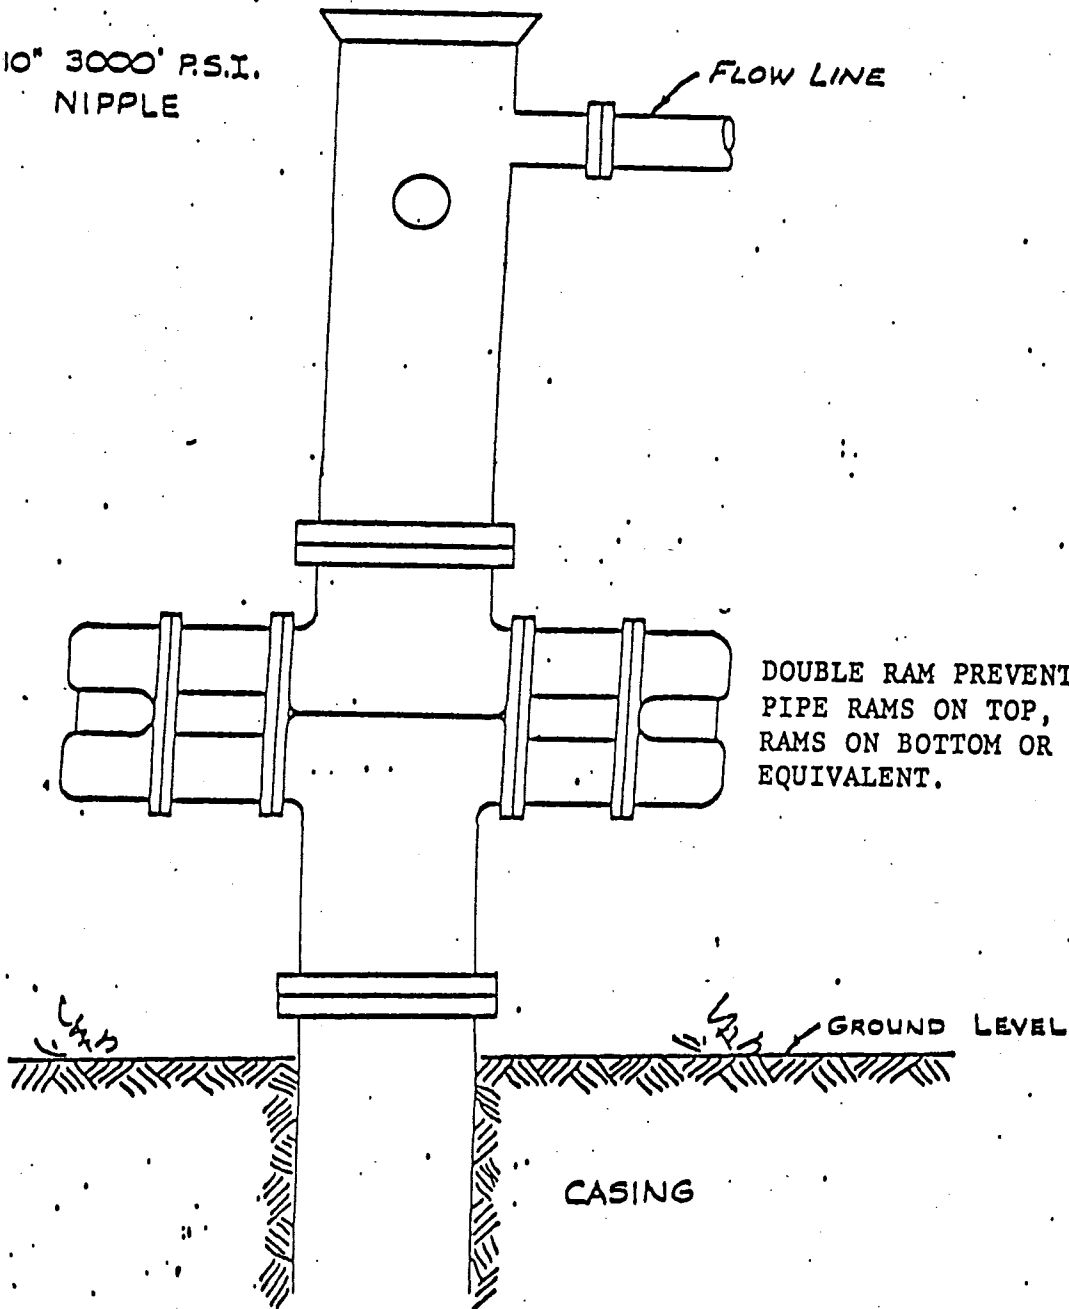 10" 3000' P.S.I.
NIPPLE
FLOW LINE
DOUBLE RAM PREVENT
PIPE RAMS ON TOP,
RAMS ON BOTTOM OR
EQUIVALENT.
GROUND LEVEL
CASING